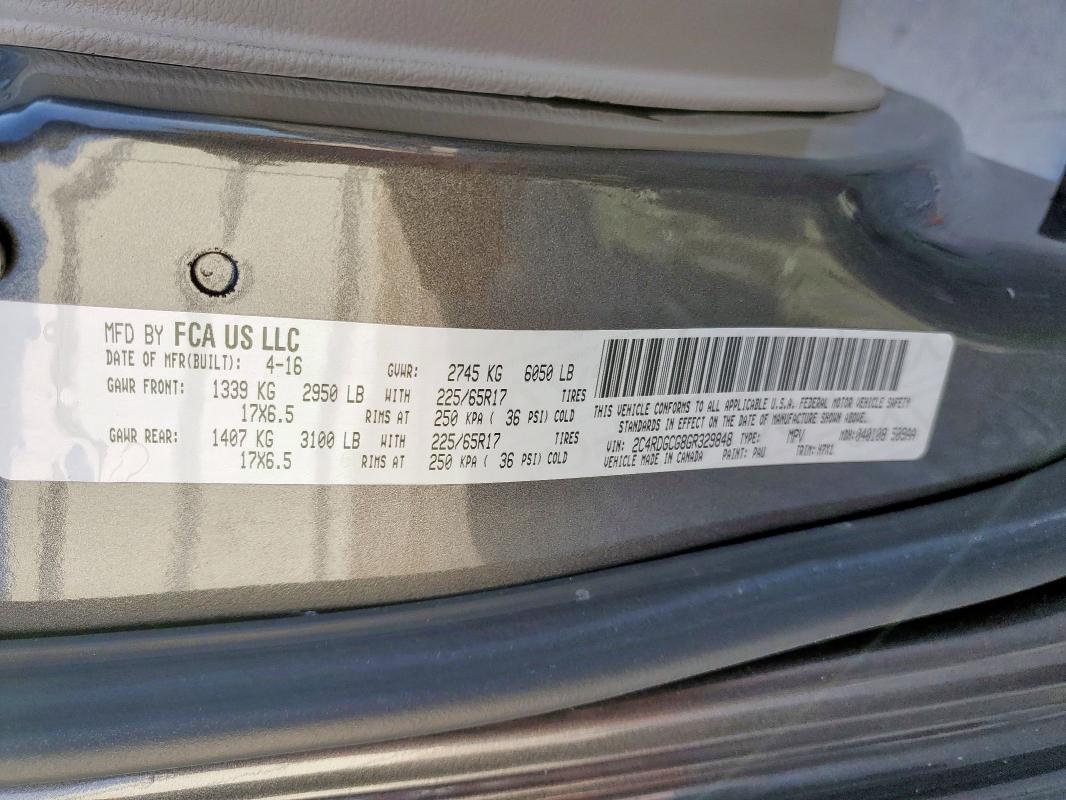 MFD BY FCA US LLC
DATE OF MFR(BUILT): 4-16 GVWR: 2745 KG 6050 LB
GAWR FRONT: 1339 KG 2950 LB WITH 225/65R17 TIRES
17X6.5 RIMS AT 250 KPA ( 36 PSI) COLD
GAWR REAR: 1407 KG 3100 LB WITH 225/65R17 TIRES
17X6.5 RIMS AT 250 KPA ( 36 PSI) COLD
THIS VEHICLE CONFORMS TO ALL APPLICABLE U.S.A. FEDERAL MOTOR VEHICLE SAFETY
STANDARDS IN EFFECT ON THE DATE OF MANUFACTURE SHOWN ABOVE.
VIN: 2C4RDGCG8GR329848 TYPE: MPV MDH: 040108 509AA
VEHICLE MADE IN CANADA PAINT: PAU TRIM: